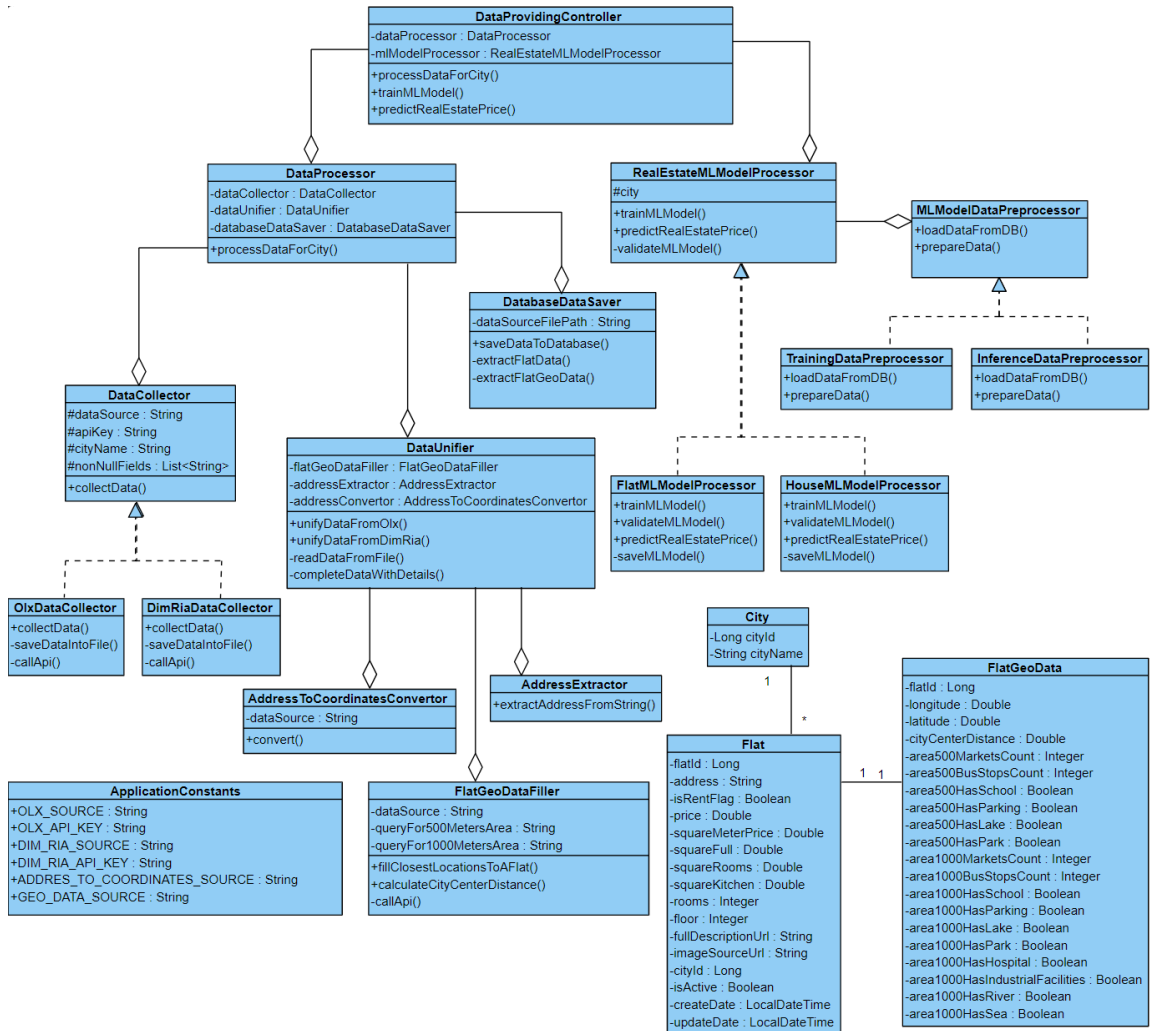 DataProvidingController
-dataProcessor : DataProcessor
-mlModelProcessor : RealEstateMLModelProcessor
+processDataForCity()
+trainMLModel()
+predictRealEstatePrice()
DataProcessor
-dataCollector : DataCollector
-dataUnifier : DataUnifier
-databaseDataSaver : DatabaseDataSaver
+processDataForCity()
RealEstateMLModelProcessor
#city
+trainMLModel()
+predictRealEstatePrice()
-validateMLModel()
MLModelDataPreprocessor
+loadDataFromDB()
+prepareData()
DatabaseDataSaver
-dataSourceFilePath : String
+saveDataToDatabase()
-extractFlatData()
-extractFlatGeoData()
TrainingDataPreprocessor
+loadDataFromDB()
+prepareData()
InferenceDataPreprocessor
+loadDataFromDB()
+prepareData()
DataCollector
#dataSource : String
#apiKey : String
#cityName : String
#nonNullFields : List<String>
+collectData()
DataUnifier
-flatGeoDataFiller : FlatGeoDataFiller
-addressExtractor : AddressExtractor
-addressConvertor : AddressToCoordinatesConvertor
+unifyDataFromOlx()
+unifyDataFromDimRia()
-readDataFromFile()
-completeDataWithDetails()
FlatMLModelProcessor
+trainMLModel()
+validateMLModel()
+predictRealEstatePrice()
-saveMLModel()
HouseMLModelProcessor
+trainMLModel()
+validateMLModel()
+predictRealEstatePrice()
-saveMLModel()
OlxDataCollector
+collectData()
-saveDataIntoFile()
-callApi()
DimRiaDataCollector
+collectData()
-saveDataIntoFile()
-callApi()
City
-Long cityId
-String cityName
1
*
AddressToCoordinatesConvertor
-dataSource : String
+convert()
AddressExtractor
+extractAddressFromString()
FlatGeoData
-flatId : Long
-longitude : Double
-latitude : Double
-cityCenterDistance : Double
-area500MarketsCount : Integer
-area500BusStopsCount : Integer
-area500HasSchool : Boolean
-area500HasParking : Boolean
-area500HasLake : Boolean
-area500HasPark : Boolean
-area1000MarketsCount : Integer
-area1000BusStopsCount : Integer
-area1000HasSchool : Boolean
-area1000HasParking : Boolean
-area1000HasLake : Boolean
-area1000HasPark : Boolean
-area1000HasHospital : Boolean
-area1000HasIndustrialFacilities : Boolean
-area1000HasRiver : Boolean
-area1000HasSea : Boolean
Flat
-flatId : Long
-address : String
-isRentFlag : Boolean
-price : Double
-squareMeterPrice : Double
-squareFull : Double
-squareRooms : Double
-squareKitchen : Double
-rooms : Integer
-floor : Integer
-fullDescriptionUrl : String
-imageSourceUrl : String
-cityId : Long
-isActive : Boolean
-createDate : LocalDateTime
-updateDate : LocalDateTime
1 1
ApplicationConstants
+OLX_SOURCE : String
+OLX_API_KEY : String
+DIM_RIA_SOURCE : String
+DIM_RIA_API_KEY : String
+ADDRES_TO_COORDINATES_SOURCE : String
+GEO_DATA_SOURCE : String
FlatGeoDataFiller
-dataSource : String
-queryFor500MetersArea : String
-queryFor1000MetersArea : String
+fillClosestLocationsToAFlat()
+calculateCityCenterDistance()
-callApi()